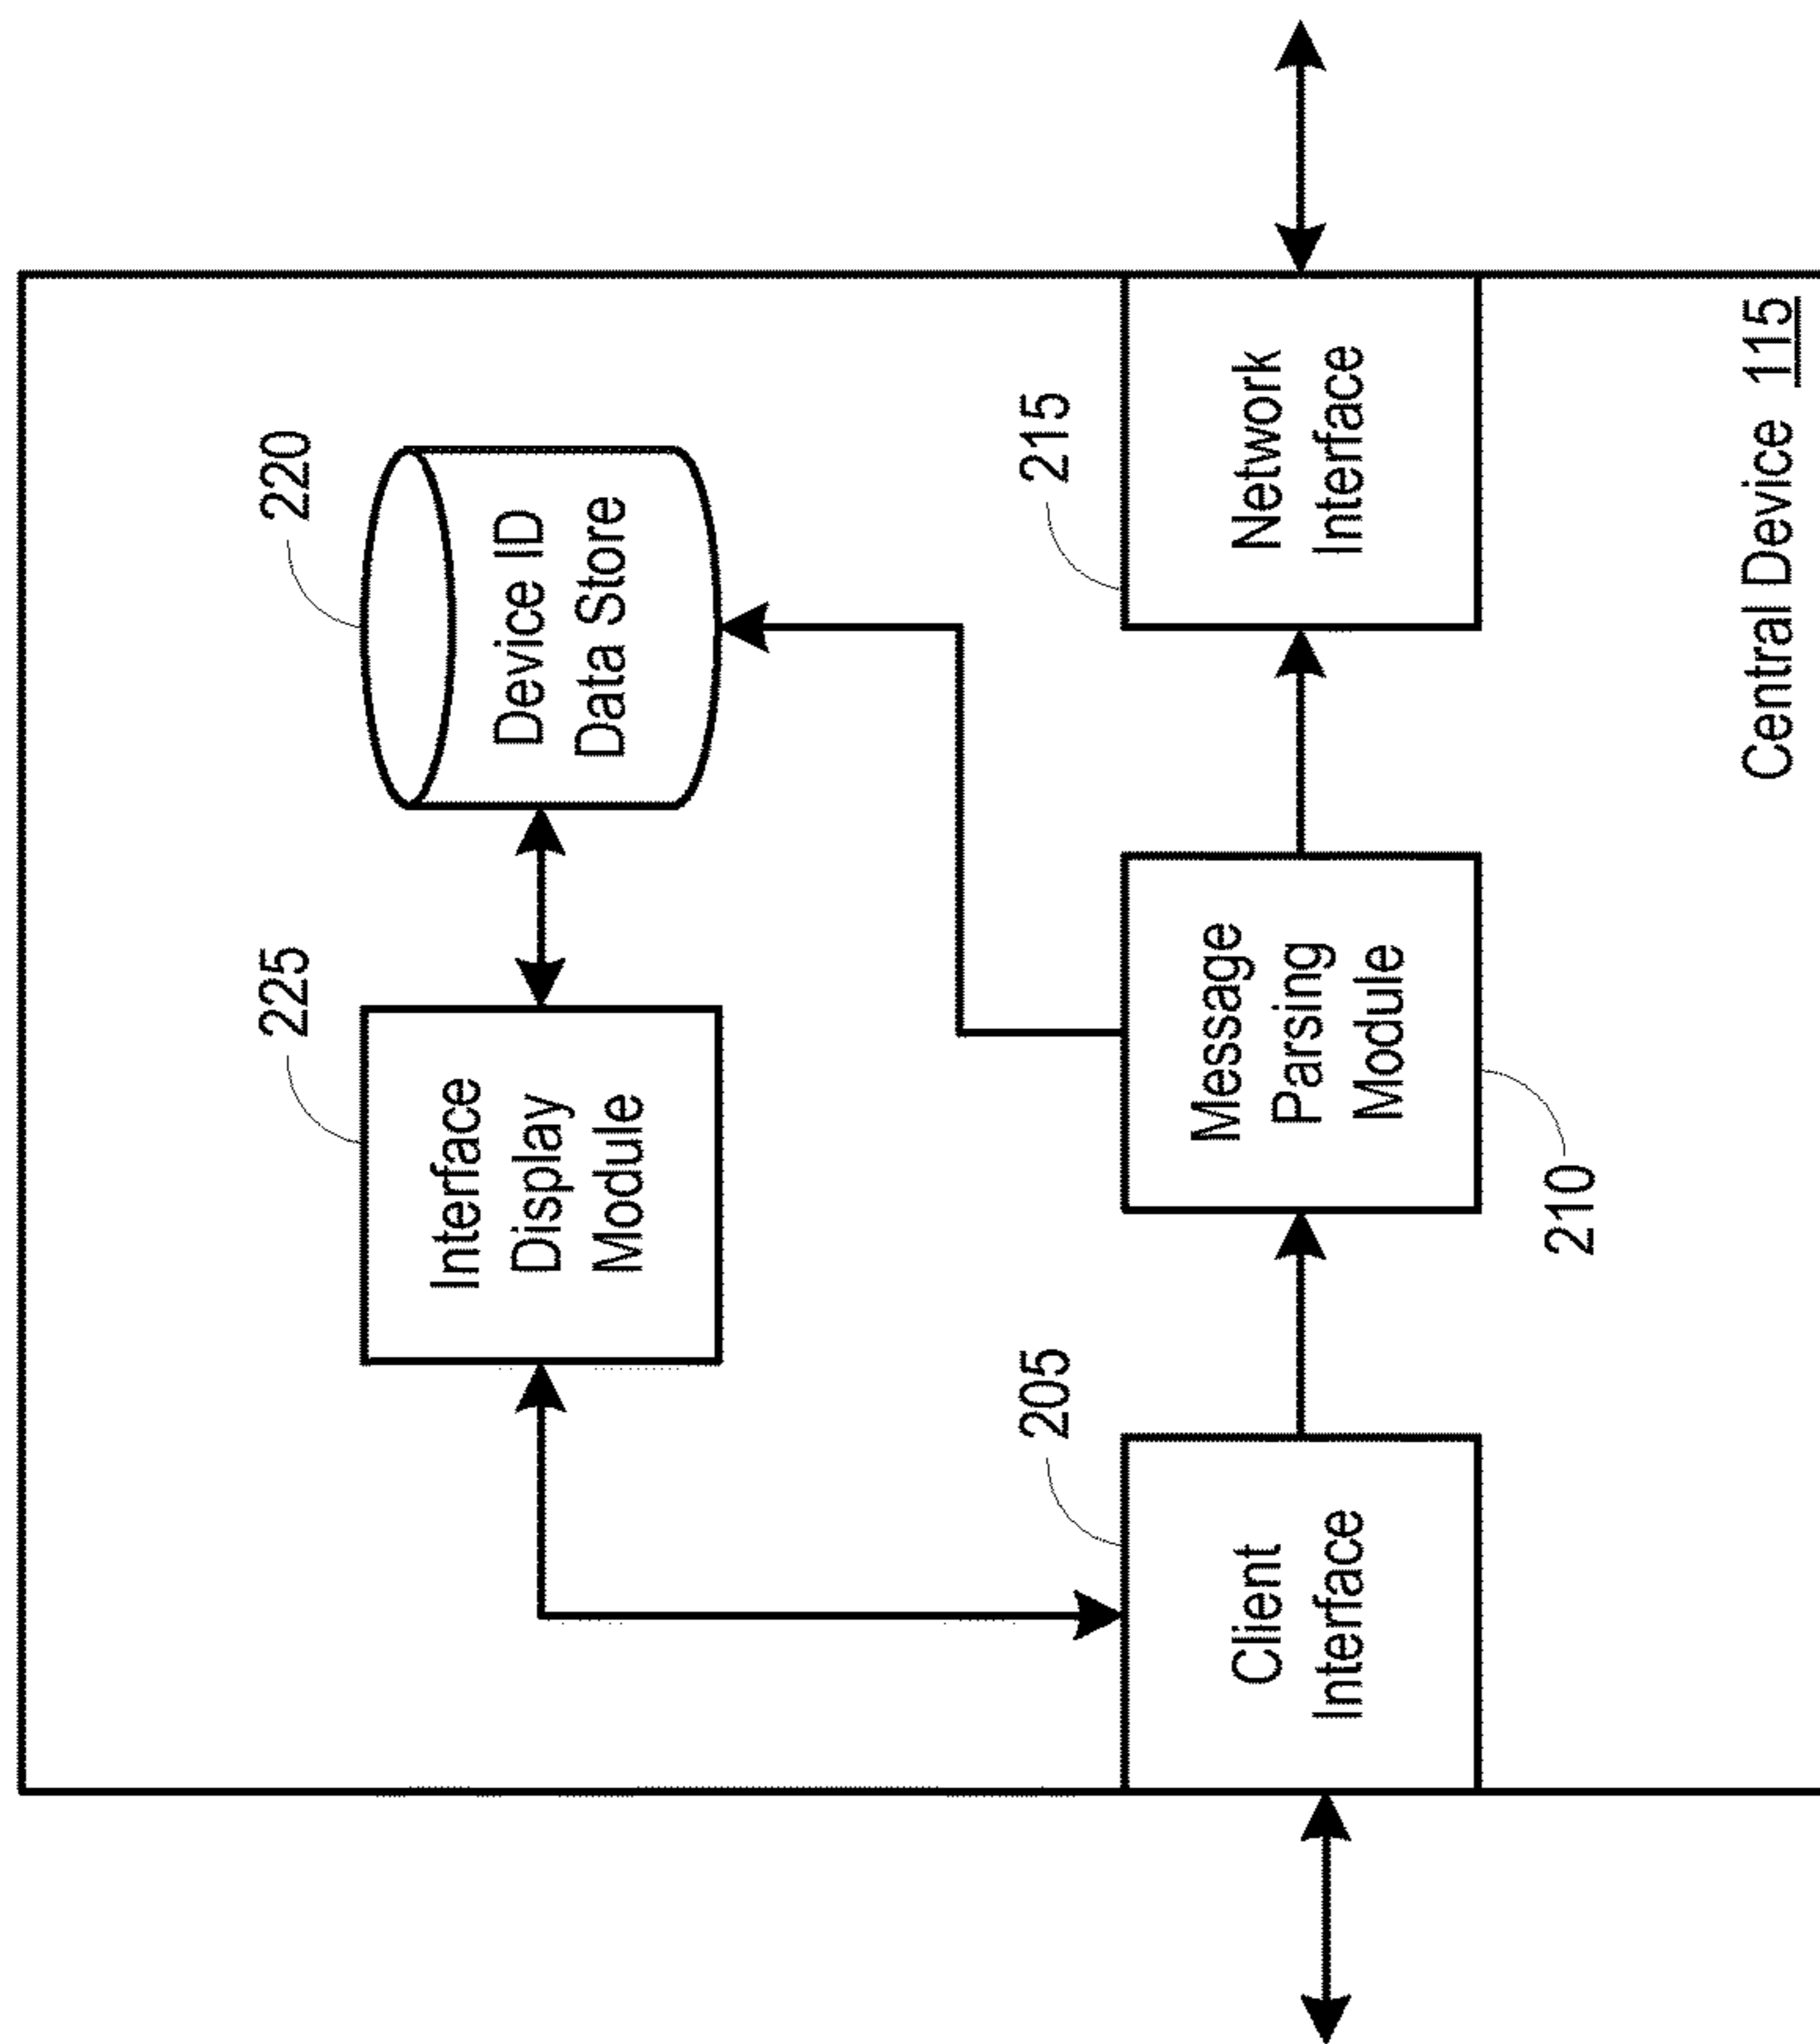 225
Interface
Display
Module
220
Device ID
Data Store
205
Client
Interface
Message
Parsing
Module
210
215
Network
Interface
Central Device 115